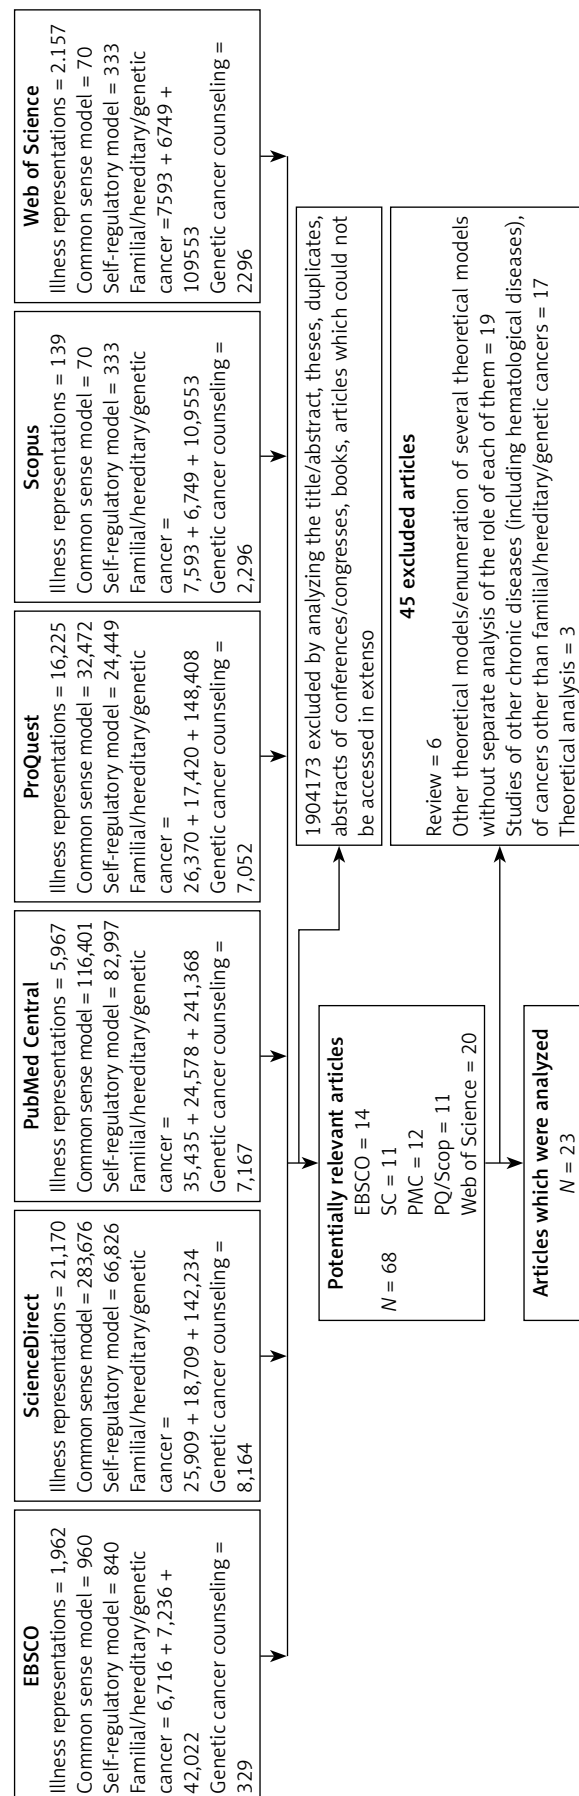 EBSCO
Illness representations = 1,962
Common sense model = 960
Self-regulatory model = 840
Familial/hereditary/genetic
cancer = 6,716 + 7,236 +
42,022
Genetic cancer counseling =
329
ScienceDirect
Illness representations = 21,170
Common sense model = 283,676
Self-regulatory model = 66,826
Familial/hereditary/genetic
cancer =
25,909 + 18,709 + 142,234
Genetic cancer counseling =
8,164
PubMed Central
Illness representations = 5,967
Common sense model = 116,401
Self-regulatory model = 82,997
Familial/hereditary/genetic
cancer =
35,435 + 24,578 + 241,368
Genetic cancer counseling =
7,167
ProQuest
Illness representations = 16,225
Common sense model = 32,472
Self-regulatory model = 24,449
Familial/hereditary/genetic
cancer =
26,370 + 17,420 + 148,408
Genetic cancer counseling =
7,052
Scopus
Illness representations = 139
Common sense model = 70
Self-regulatory model = 333
Familial/hereditary/genetic
cancer =
7,593 + 6,749 + 10,9553
Genetic cancer counseling =
2,296
Web of Science
Illness representations = 2.157
Common sense model = 70
Self-regulatory model = 333
Familial/hereditary/genetic
cancer =7593 + 6749 +
109553
Genetic cancer counseling =
2296
1904173 excluded by analyzing the title/abstract, theses, duplicates,
abstracts of conferences/congresses, books, articles which could not
be accessed in extenso
Potentially relevant articles
EBSCO = 14
N = 68 SC = 11
PMC = 12
PQ/Scop = 11
Web of Science = 20
45 excluded articles
Review = 6
Other theoretical models/enumeration of several theoretical models
without separate analysis of the role of each of them = 19
Studies of other chronic diseases (including hematological diseases),
of cancers other than familial/hereditary/genetic cancers = 17
Theoretical analysis = 3
Articles which were analyzed
N = 23